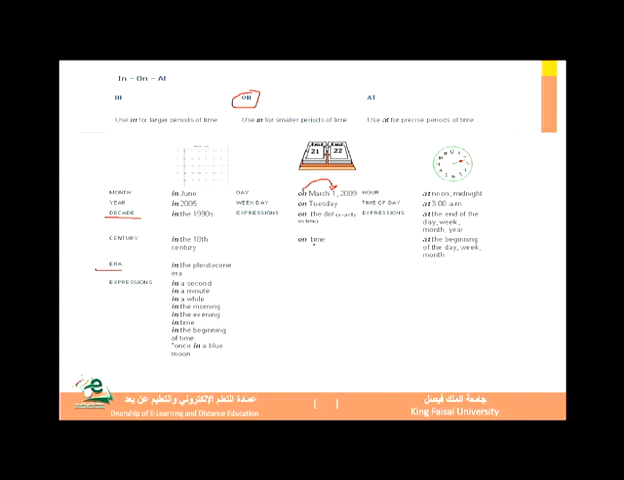 In – On – At
IN
ON
AT
Use in for larger periods of time
Use on for smaller periods of time
Use at for precise periods of time
21 22
MONTH in June
YEAR in 2005
DECADE in the 1990s
CENTURY in the 18th
century
ERA in the pleistocene
era
EXPRESSIONS in a second
in a minute
in a while
in the morning
in the evening
in time
in the beginning
of time
"once in a blue
moon
DAY on March 1, 2009
WEEK DAY on Tuesday
EXPRESSIONS on the dot
in time)
on time
HOUR at noon, midnight
TIME OF DAY at 3:00 a.m
EXPRESSIONS at the end of the
day, week,
month, year
at the beginning
of the day, week,
month
عمادة التعلم الإلكتروني والتعليم عن بعد
Deanship of E-Learning and Distance Education
[ ]
جامعة الملك فيصل
King Faisal University